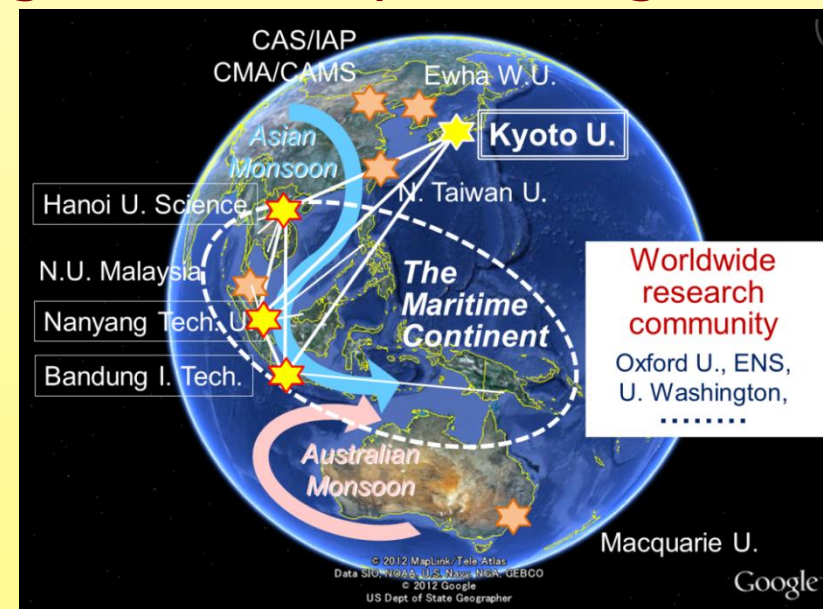 CAS/IAP
CMA/CAMS
Ewha W.U.
Kyoto U.
Asian
Monsoon
N. Taiwan U.
Hanoi U. Science
N.U. Malaysia
Nanyang Tech. U
Bandung I. Tech.
The
Maritime
Continent
Worldwide
research
community
Oxford U., ENS,
U. Washington,
........
Australian
Monsoon
Macquarie U.
© 2012 MapLink/Tele Atlas
Data SIO, NOAA, U.S. Navy, NGA, GEBCO
© 2012 Google
US Dept of State Geographer
Google